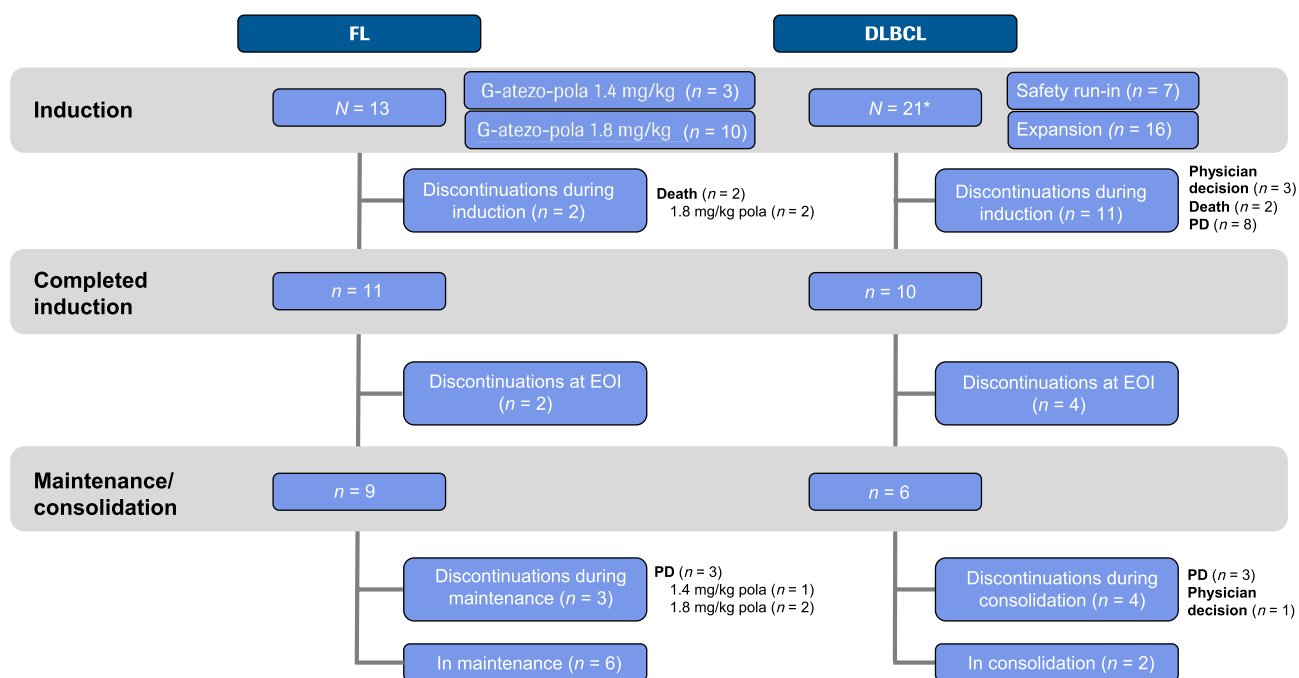 FL
DLBCL
Induction
N = 13
G-atezo-pola 1.4 mg/kg (n = 3)
G-atezo-pola 1.8 mg/kg (n = 10)
N = 21*
Safety run-in (n = 7)
Expansion (n = 16)
Discontinuations during
induction (n = 2)
Death (n = 2)
1.8 mg/kg pola (n = 2)
Discontinuations during
induction (n = 11)
Physician
decision (n = 3)
Death (n = 2)
PD (n = 8)
Completed
induction
n = 11
n = 10
Discontinuations at EOI
(n = 2)
Discontinuations at EOI
(n = 4)
Maintenance/
consolidation
n = 9
n = 6
Discontinuations during
maintenance (n = 3)
PD (n = 3)
1.4 mg/kg pola (n = 1)
1.8 mg/kg pola (n = 2)
Discontinuations during
consolidation (n = 4)
PD (n = 3)
Physician
decision (n = 1)
In maintenance (n = 6)
In consolidation (n = 2)